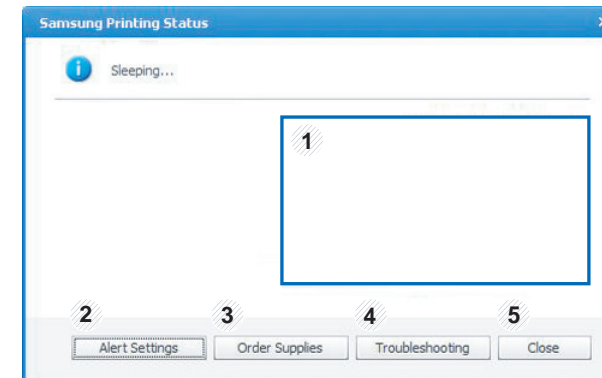 Samsung Printing Status
Sleeping...
1
2 3 4 5
Alert Settings Order Supplies Troubleshooting Close